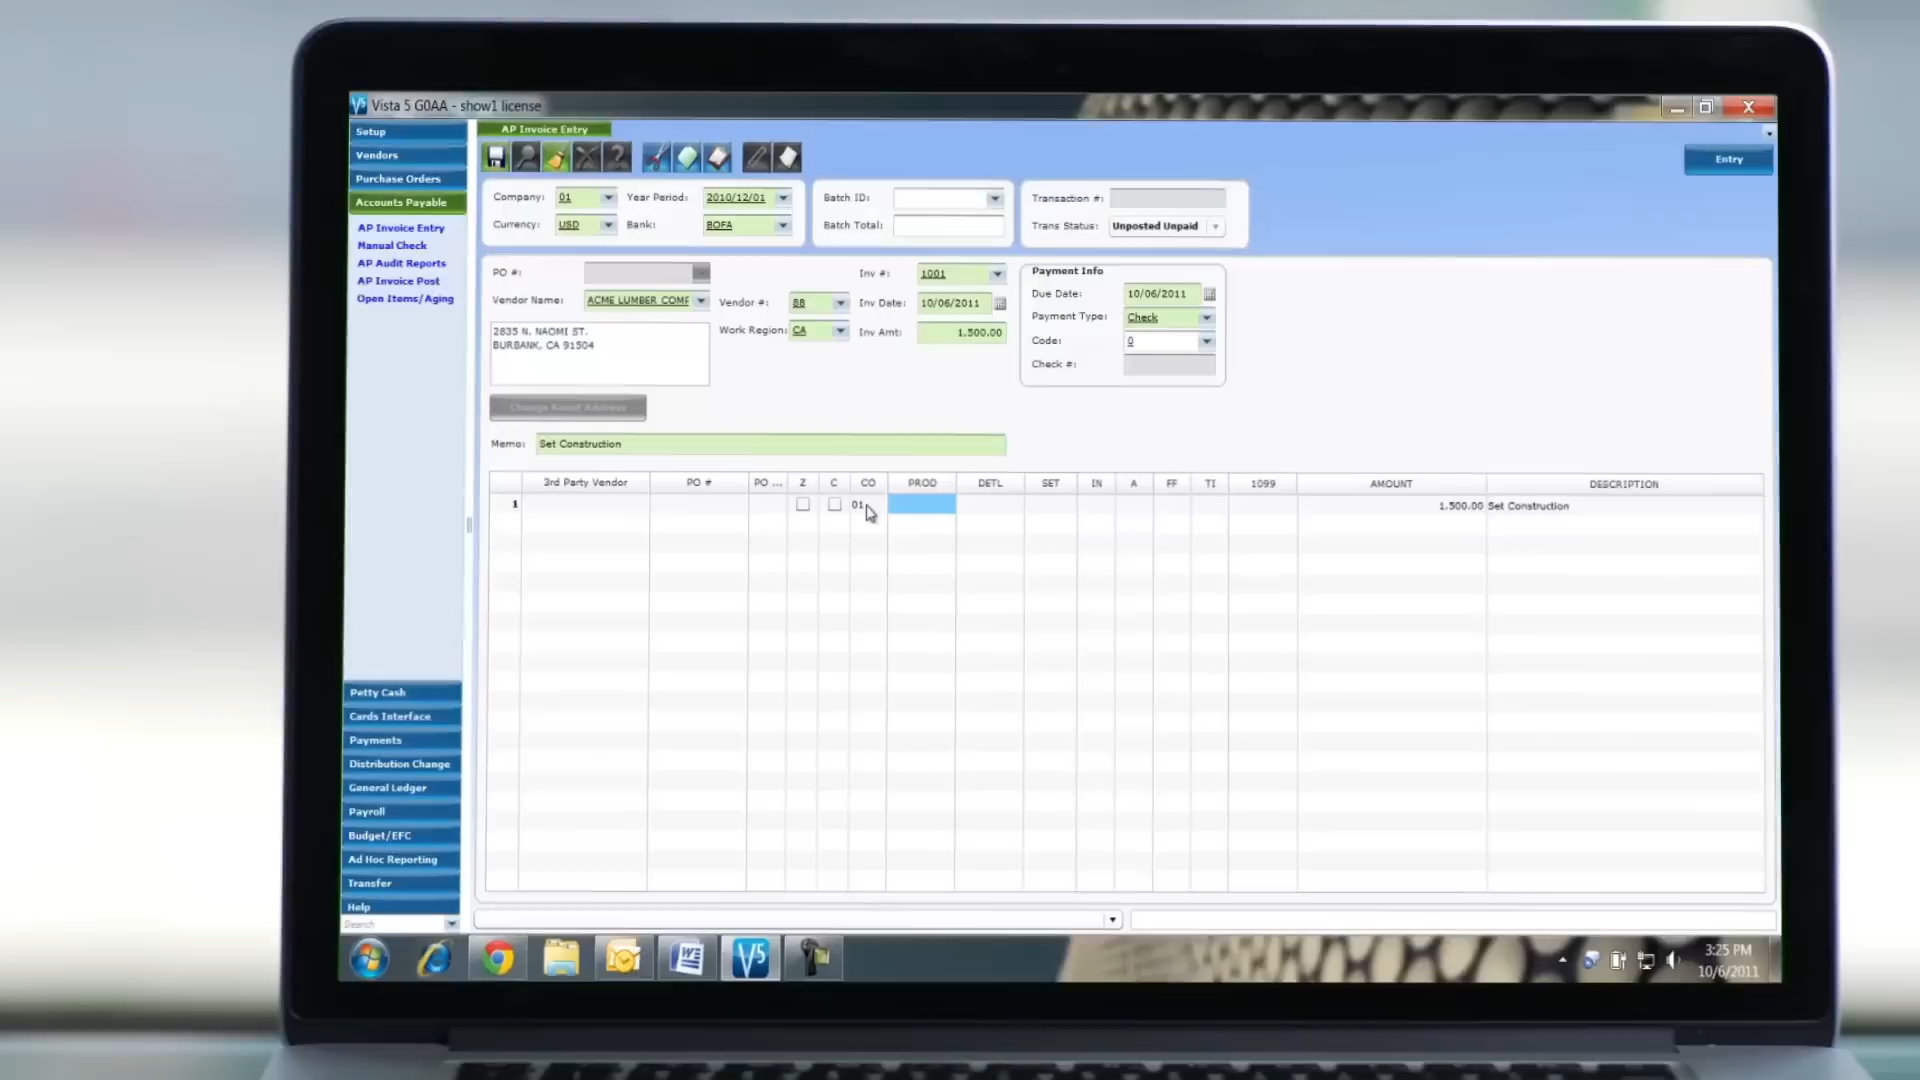 V5 Vista 5 G0AA - show1 license
Setup
Vendors
Purchase Orders
Accounts Payable
AP Invoice Entry
Manual Check
AP Audit Reports
AP Invoice Post
Open Items/Aging
Petty Cash
Cards Interface
Payments
Distribution Change
General Ledger
Payroll
Budget/EFC
Ad Hoc Reporting
Transfer
Help
Search
AP Invoice Entry
Entry
Company: 01 Year Period: 2010/12/01
Currency: USD Bank: BOFA
Batch ID:
Batch Total:
Transaction #:
Trans Status: Unposted Unpaid
PO #:
Vendor Name: ACME LUMBER COMF
2835 N. NAOMI ST.
BURBANK, CA 91504
Vendor #: 88
Work Region: CA
Inv #: 1001
Inv Date: 10/06/2011
Inv Amt: 1,500.00
Payment Info
Due Date: 10/06/2011
Payment Type: Check
Code: 0
Check #:
Memo: Set Construction
3rd Party Vendor PO # PO ... Z C CO PROD DETL SET IN A FF TI 1099 AMOUNT DESCRIPTION
1 01 1,500.00 Set Construction
V5
3:25 PM
10/6/2011